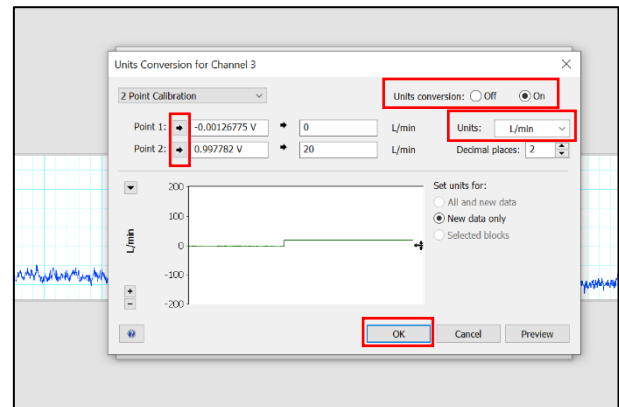 Units Conversion for Channel 3
2 Point Calibration
Units conversion: Off On
Point 1: -0.00126775 V 0 L/min Units: L/min
Point 2: 0.997782 V 20 L/min Decimal places: 2
200
100
0
-100
-200
L/min
Set units for:
All and new data
New data only
Selected blocks
+
−
?
OK Cancel Preview